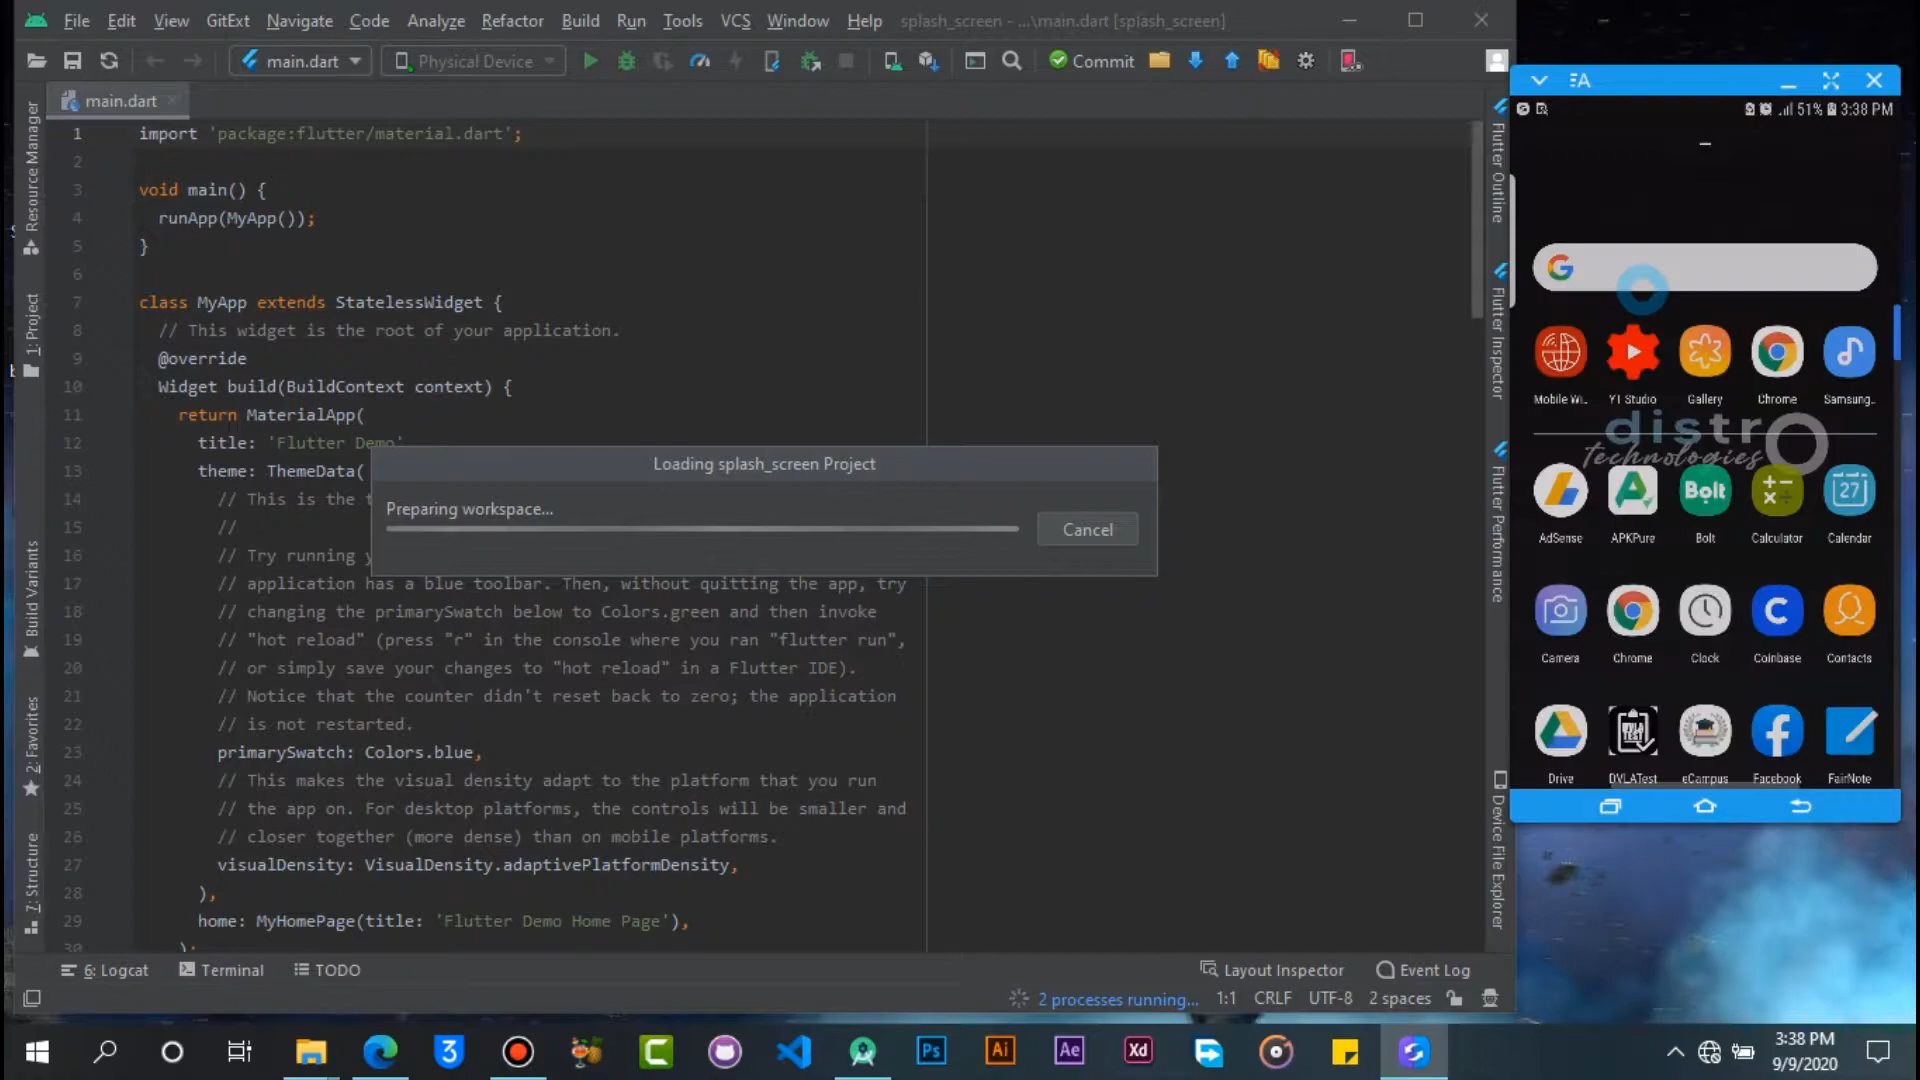 File Edit View GitExt Navigate Code Analyze Refactor Build Run Tools VCS Window Help splash_screen - ...\main.dart [splash_screen]
main.dart Physical Device Commit
main.dart
Resource Manager
1: Project
Build Variants
2: Favorites
7: Structure
1 import 'package:flutter/material.dart';
2
3 void main() {
4 runApp(MyApp());
5 }
6
7 class MyApp extends StatelessWidget {
8 // This widget is the root of your application.
9 @override
10 Widget build(BuildContext context) {
11 return MaterialApp(
12 title: 'Flutter Demo'
13 theme: ThemeData(
14 // This is the t
15 //
16 // Try running y
17 // application has a blue toolbar. Then, without quitting the app, try
18 // changing the primarySwatch below to Colors.green and then invoke
19 // "hot reload" (press "r" in the console where you ran "flutter run",
20 // or simply save your changes to "hot reload" in a Flutter IDE).
21 // Notice that the counter didn't reset back to zero; the application
22 // is not restarted.
23 primarySwatch: Colors.blue,
24 // This makes the visual density adapt to the platform that you run
25 // the app on. For desktop platforms, the controls will be smaller and
26 // closer together (more dense) than on mobile platforms.
27 visualDensity: VisualDensity.adaptivePlatformDensity,
28 ),
29 home: MyHomePage(title: 'Flutter Demo Home Page'),
30 );
Loading splash_screen Project
Preparing workspace...
Cancel
Flutter Outline
Flutter Inspector
Flutter Performance
Device File Explorer
6: Logcat Terminal TODO Layout Inspector Event Log
2 processes running... 1:1 CRLF UTF-8 2 spaces
51% 3:38 PM
Mobile Wi.. YT Studio Gallery Chrome Samsung..
distro
technologies
Bolt
27
AdSense APKPure Bolt Calculator Calendar
Camera Chrome Clock Coinbase Contacts
Drive DVLATest eCampus Facebook FairNote
3 Ps Ai Ae Xd
3:38 PM
9/9/2020